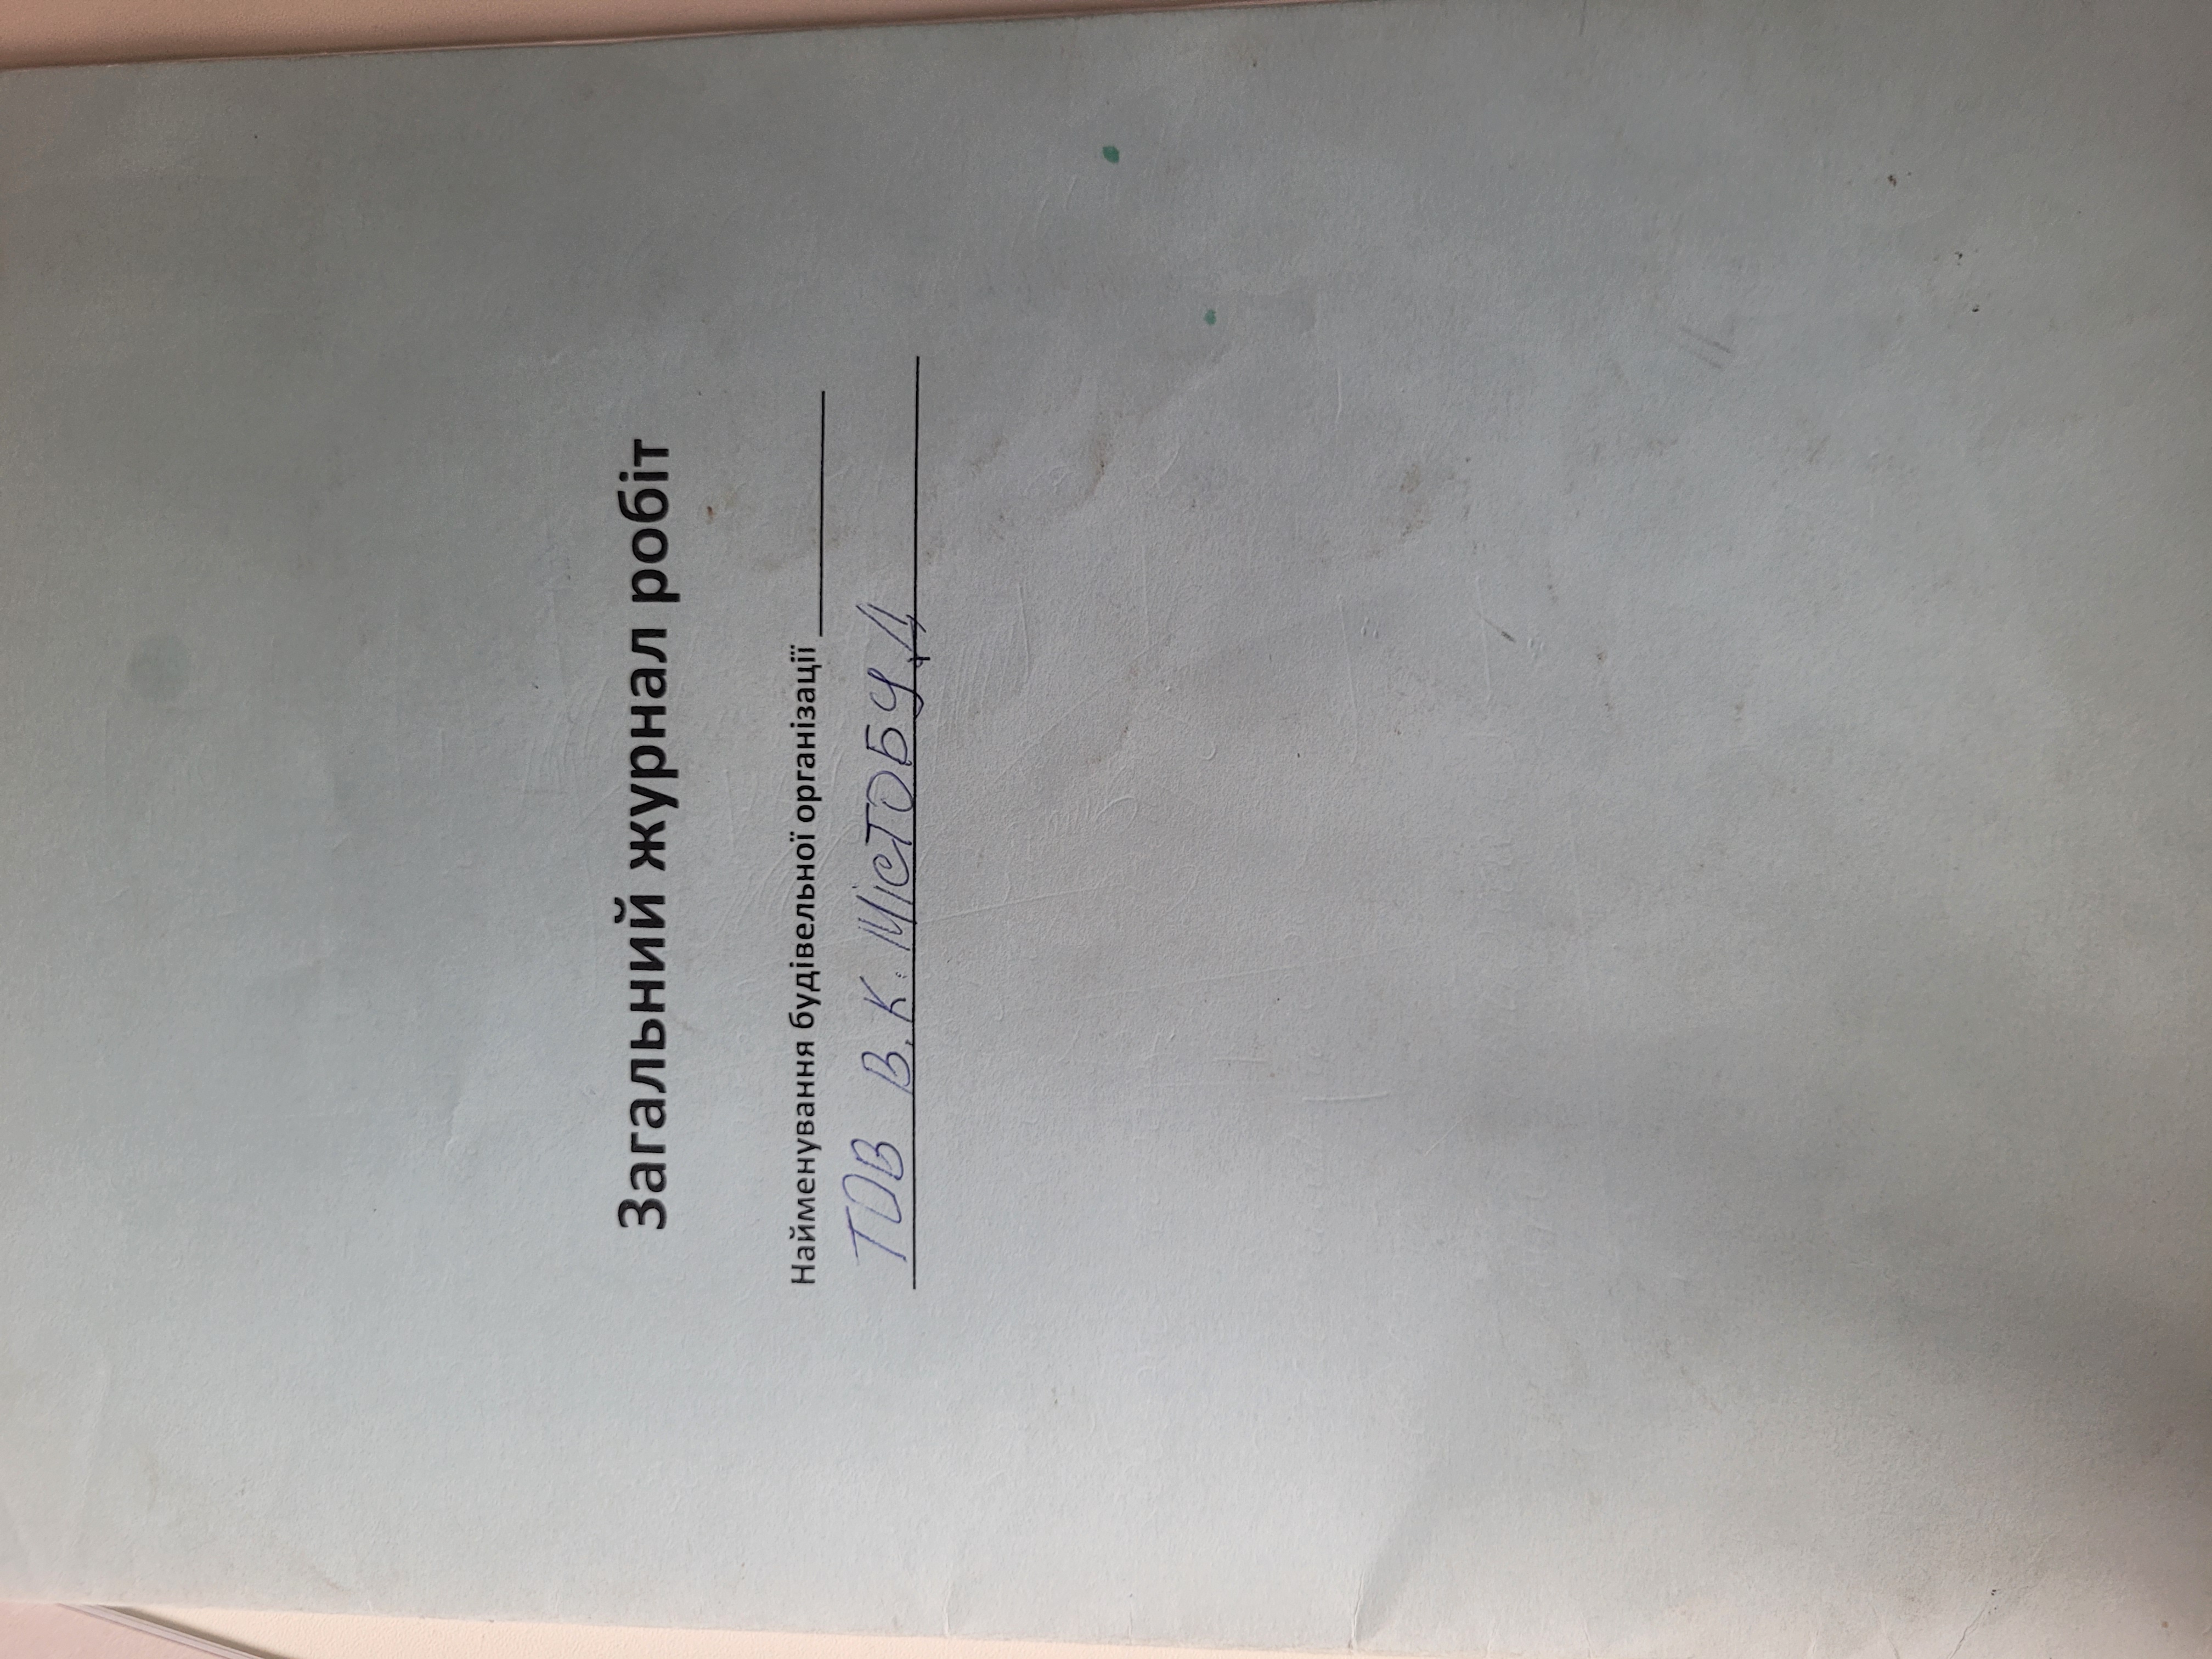 Загальний журнал робіт
Найменування будівельної організації
ТОВ В.К. МІСТОБУД